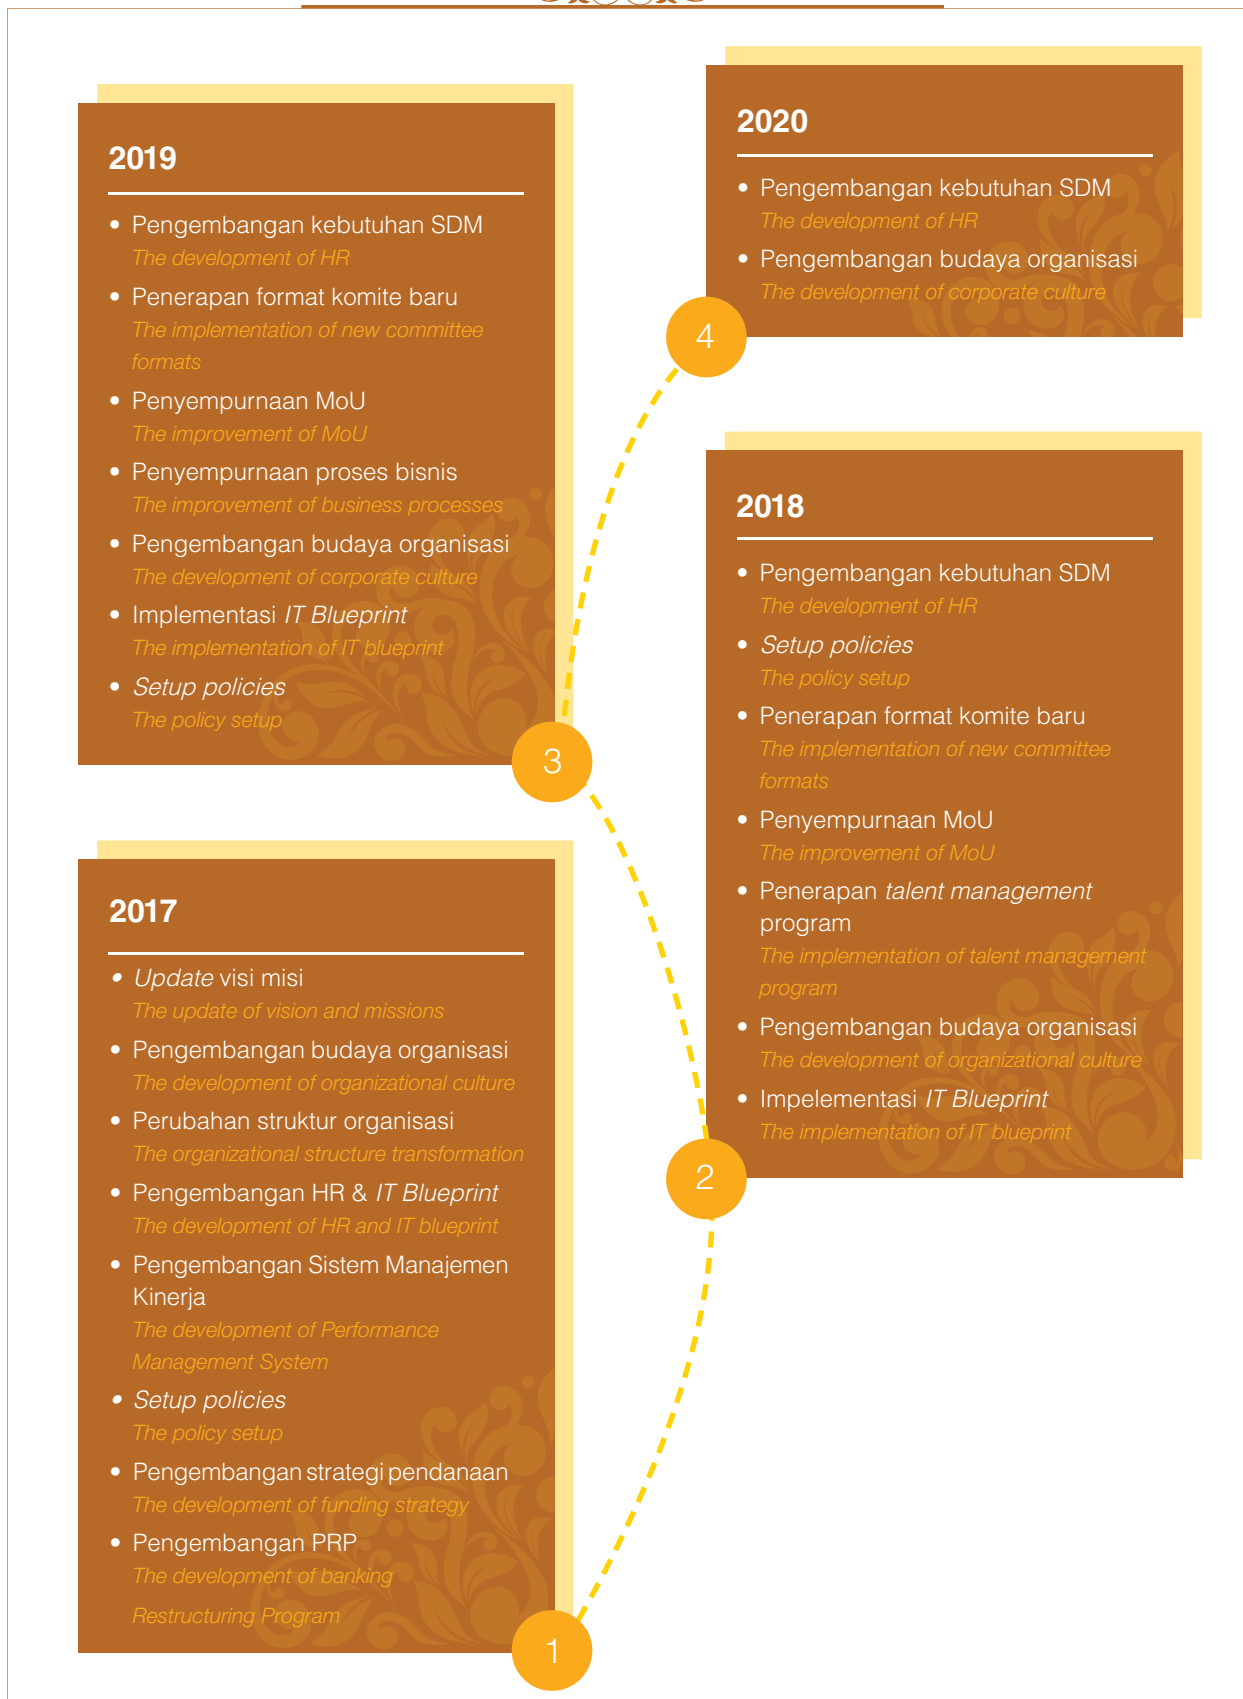 2019
• Pengembangan kebutuhan SDM
The development of HR
• Penerapan format komite baru
The implementation of new committee
formats
• Penyempurnaan MoU
The improvement of MoU
• Penyempurnaan proses bisnis
The improvement of business processes
• Pengembangan budaya organisasi
The development of corporate culture
• Implementasi IT Blueprint
The implementation of IT blueprint
• Setup policies
The policy setup
3
2020
• Pengembangan kebutuhan SDM
The development of HR
• Pengembangan budaya organisasi
The development of corporate culture
4
2017
• Update visi misi
The update of vision and missions
• Pengembangan budaya organisasi
The development of organizational culture
• Perubahan struktur organisasi
The organizational structure transformation
• Pengembangan HR & IT Blueprint
The development of HR and IT blueprint
• Pengembangan Sistem Manajemen
Kinerja
The development of Performance
Management System
• Setup policies
The policy setup
• Pengembangan strategi pendanaan
The development of funding strategy
• Pengembangan PRP
The development of banking
Restructuring Program
1
2018
• Pengembangan kebutuhan SDM
The development of HR
• Setup policies
The policy setup
• Penerapan format komite baru
The implementation of new committee
formats
• Penyempurnaan MoU
The improvement of MoU
• Penerapan talent management
program
The implementation of talent management
program
• Pengembangan budaya organisasi
The development of organizational culture
• Impelementasi IT Blueprint
The implementation of IT blueprint
2